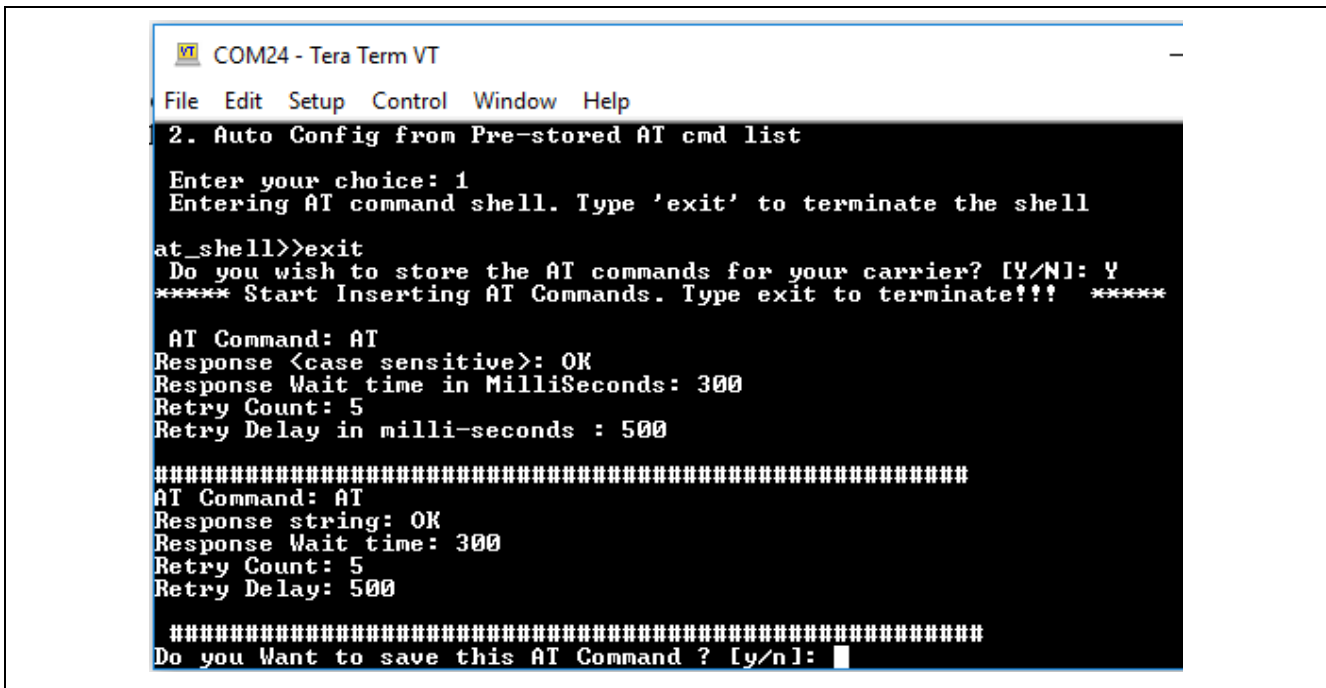 COM24 - Tera Term VT
File Edit Setup Control Window Help
2. Auto Config from Pre-stored AT cmd list
Enter your choice: 1
Entering AT command shell. Type 'exit' to terminate the shell
at_shell>>exit
Do you wish to store the AT commands for your carrier? [Y/N]: Y
***** Start Inserting AT Commands. Type exit to terminate!!! *****
AT Command: AT
Response <case sensitive>: OK
Response Wait time in MilliSeconds: 300
Retry Count: 5
Retry Delay in milli-seconds : 500
######################################################
AT Command: AT
Response string: OK
Response Wait time: 300
Retry Count: 5
Retry Delay: 500
######################################################
Do you Want to save this AT Command ? [y/n]: